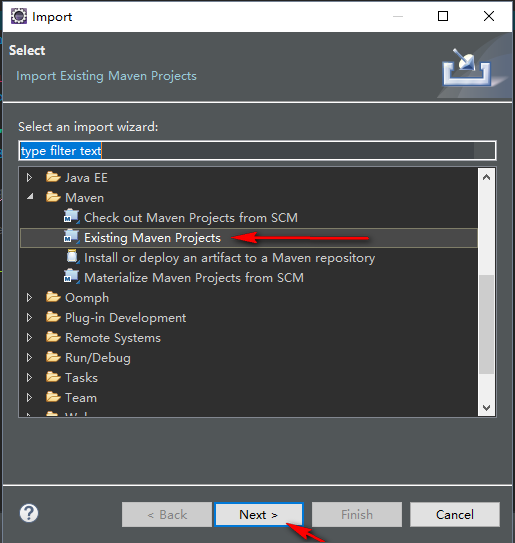 Import
Select
Import Existing Maven Projects
Select an import wizard:
type filter text
Java EE
Maven
Check out Maven Projects from SCM
Existing Maven Projects
Install or deploy an artifact to a Maven repository
Materialize Maven Projects from SCM
Oomph
Plug-in Development
Remote Systems
Run/Debug
Tasks
Team
?
< Back Next > Finish Cancel